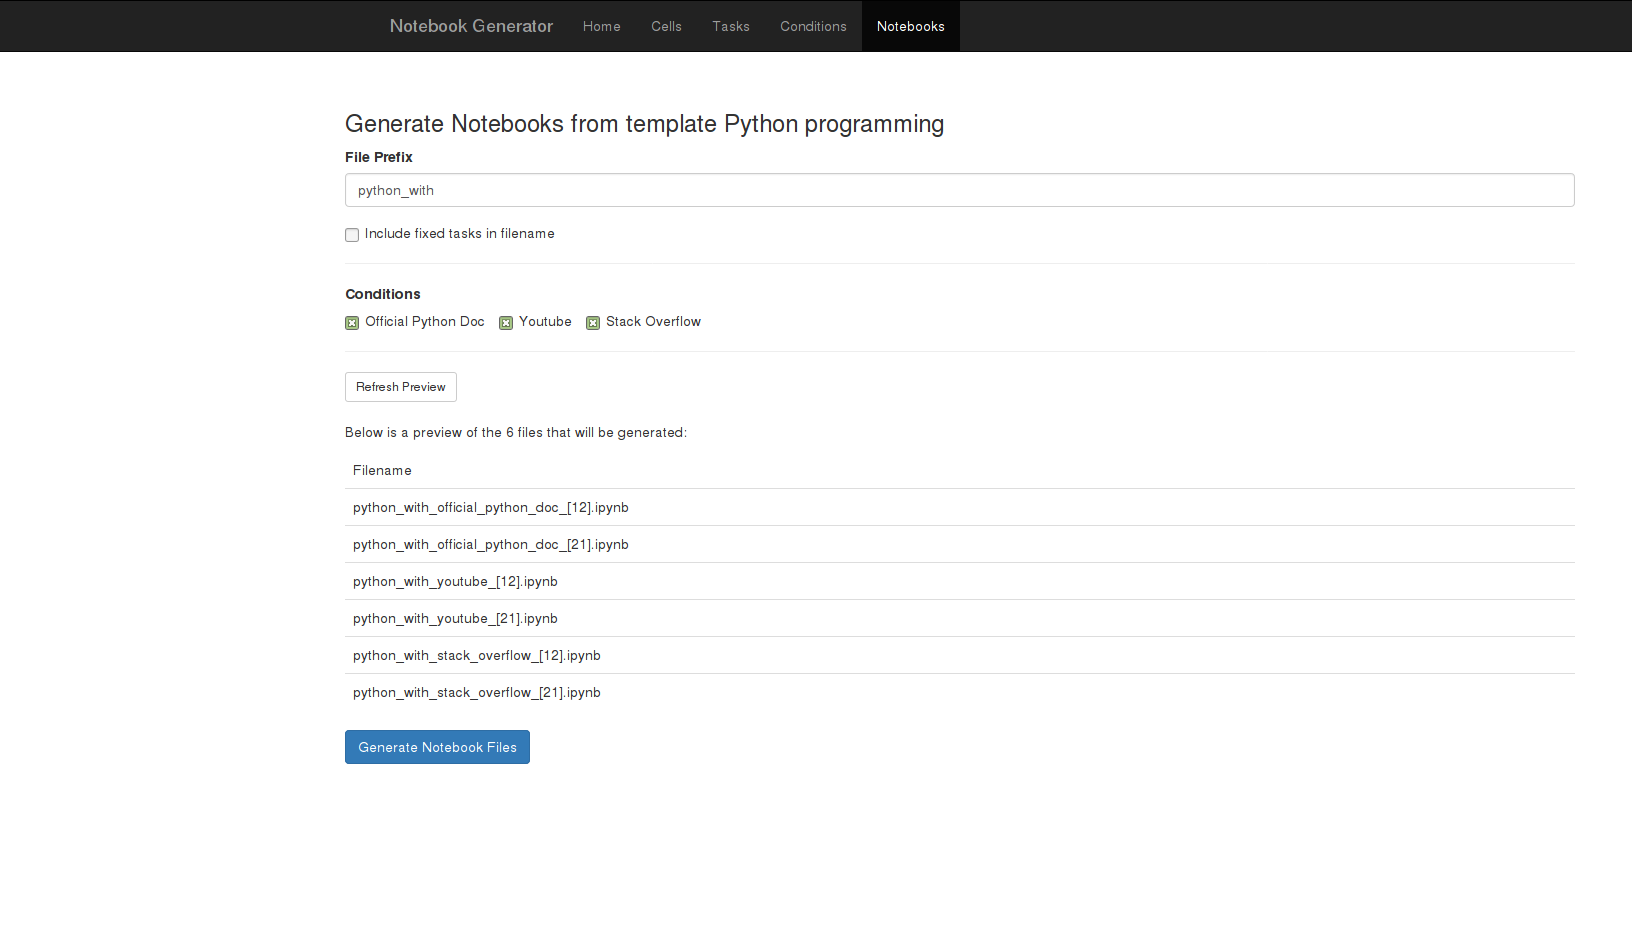 Notebook Generator Home Cells Tasks Conditions Notebooks
Generate Notebooks from template Python programming
File Prefix
python_with
Include fixed tasks in filename
Conditions
Official Python Doc Youtube Stack Overflow
Refresh Preview
Below is a preview of the 6 files that will be generated:
Filename
python_with_official_python_doc_[12].ipynb
python_with_official_python_doc_[21].ipynb
python_with_youtube_[12].ipynb
python_with_youtube_[21].ipynb
python_with_stack_overflow_[12].ipynb
python_with_stack_overflow_[21].ipynb
Generate Notebook Files